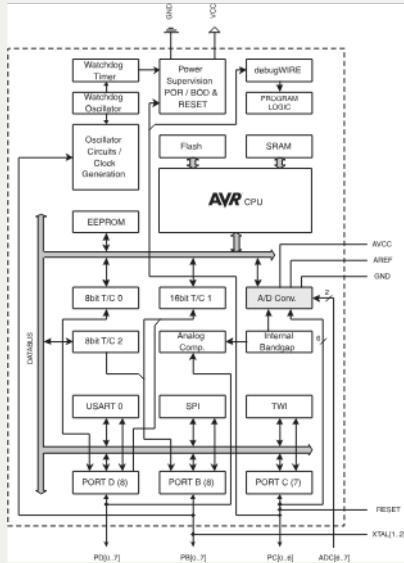 GND
VCC
Watchdog
Timer
Power
Supervision
POR / BOD &
RESET
debugWIRE
Watchdog
Oscillator
PROGRAM
LOGIC
Oscillator
Circuits /
Clock
Generation
Flash
SRAM
AVR CPU
EEPROM
AVCC
AREF
GND
8bit T/C 0
16bit T/C 1
A/D Conv.
2
8bit T/C 2
Analog
Comp.
Internal
Bandgap
6
DATABUS
USART 0
SPI
TWI
PORT D (8)
PORT B (8)
PORT C (7)
RESET
XTAL[1..2]
PD[0..7]
PB[0..7]
PC[0..6]
ADC[6..7]